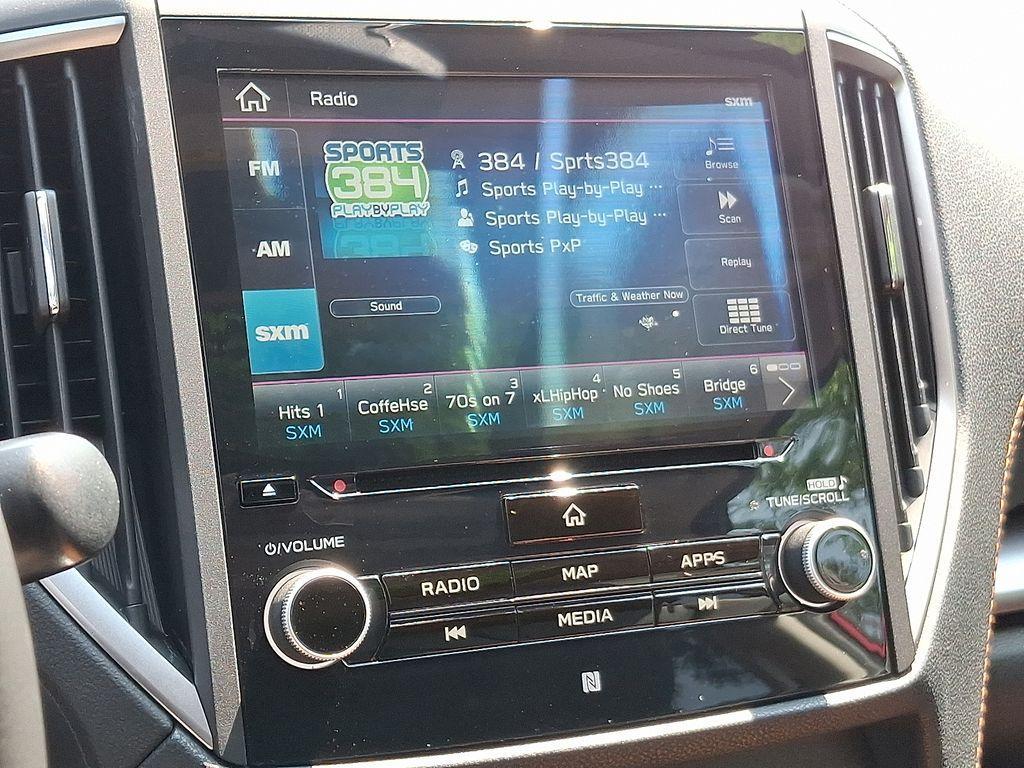 Radio
sxm
FM
AM
sxm
SPORTS
384
PLAYBYPLAY
384 / Sprts384
Sports Play-by-Play ...
Sports Play-by-Play ...
Sports PxP
Browse
Scan
Replay
Direct Tune
Sound
Traffic & Weather Now
Hits 1 1
SXM
CoffeHse 2
SXM
70s on 7 3
SXM
xLHipHop 4
SXM
No Shoes 5
SXM
Bridge 6
SXM
HOLD
TUNE/SCROLL
/VOLUME
RADIO
MAP
APPS
MEDIA
N